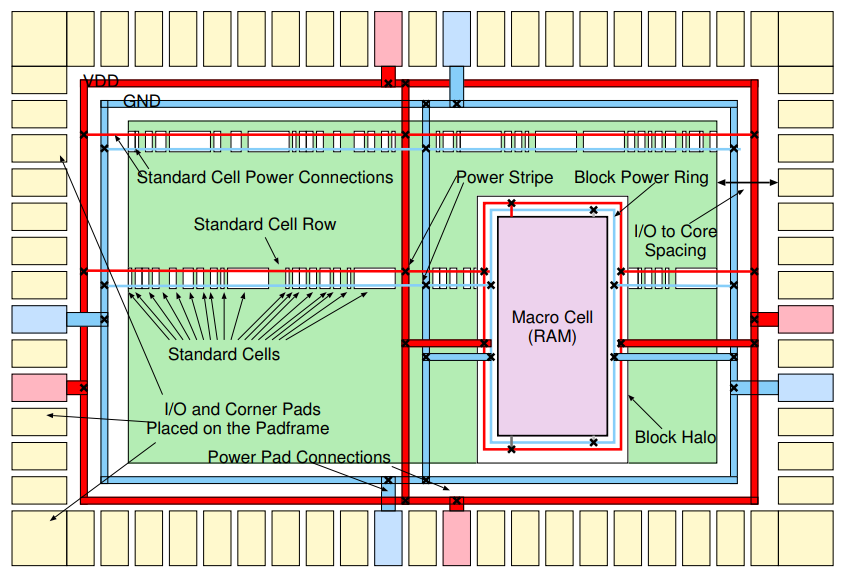 VDD
GND
Standard Cell Power Connections
Power Stripe
Block Power Ring
Standard Cell Row
I/O to Core
Spacing
Macro Cell
(RAM)
Standard Cells
I/O and Corner Pads
Placed on the Padframe
Block Halo
Power Pad Connections